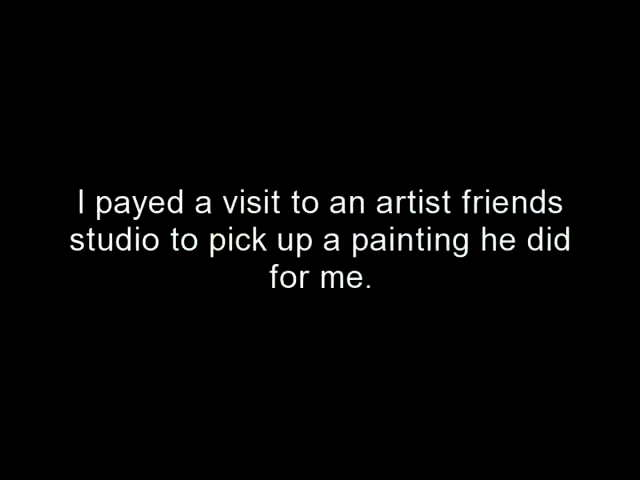 I payed a visit to an artist friends
studio to pick up a painting he did
for me.